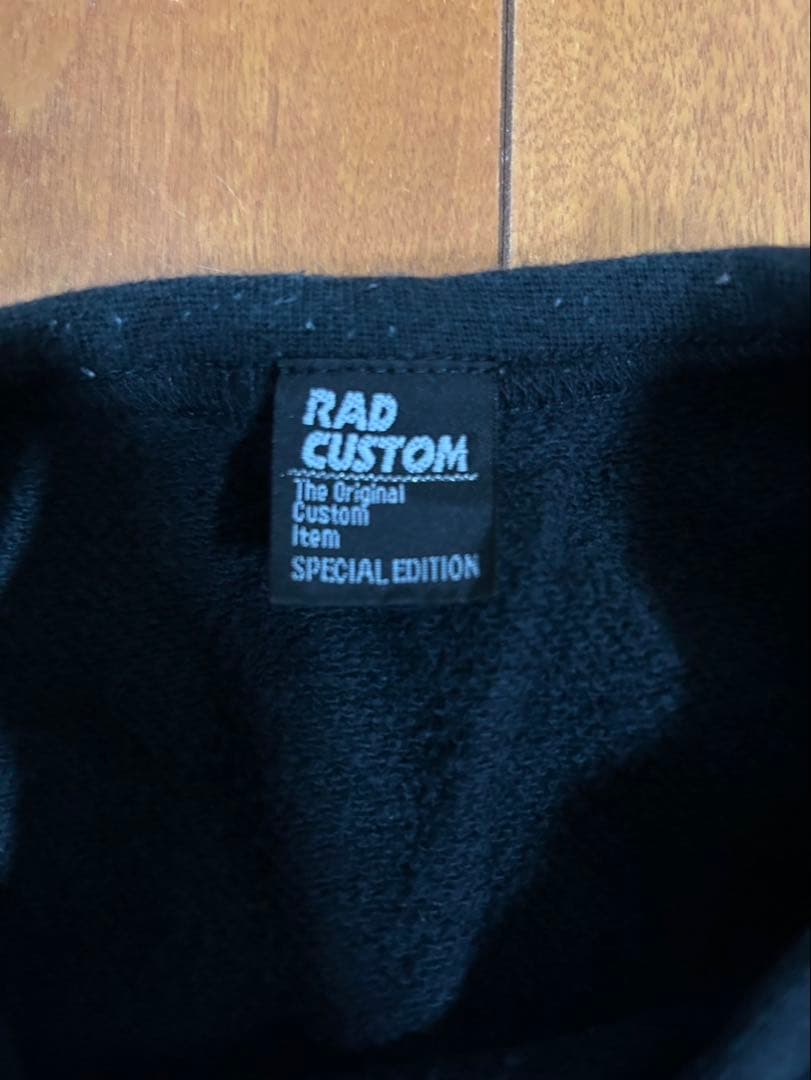 RAD
CUSTOM
The Original
Custom
Item
SPECIAL EDITION